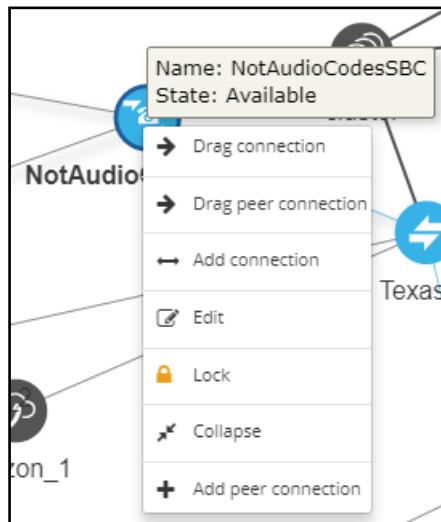 Name: NotAudioCodesSBC
State: Available
NotAudio
Drag connection
Drag peer connection
Add connection
Texas
Edit
Lock
Collapse
zon_1
Add peer connection